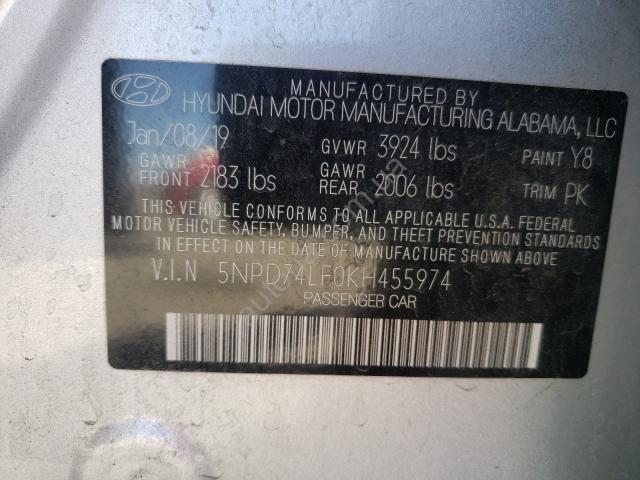 MANUFACTURED BY
HYUNDAI MOTOR MANUFACTURING ALABAMA, LLC
Jan/08/19 GVWR 3924 lbs PAINT Y8
GAWR FRONT 2183 lbs GAWR REAR 2006 lbs TRIM PK
THIS VEHICLE CONFORMS TO ALL APPLICABLE U.S.A. FEDERAL
MOTOR VEHICLE SAFETY, BUMPER, AND THEFT PREVENTION STANDARDS
IN EFFECT ON THE DATE OF MANUFACTURE SHOWN ABOVE
V.I.N 5NPD74LF0KH455974
PASSENGER CAR